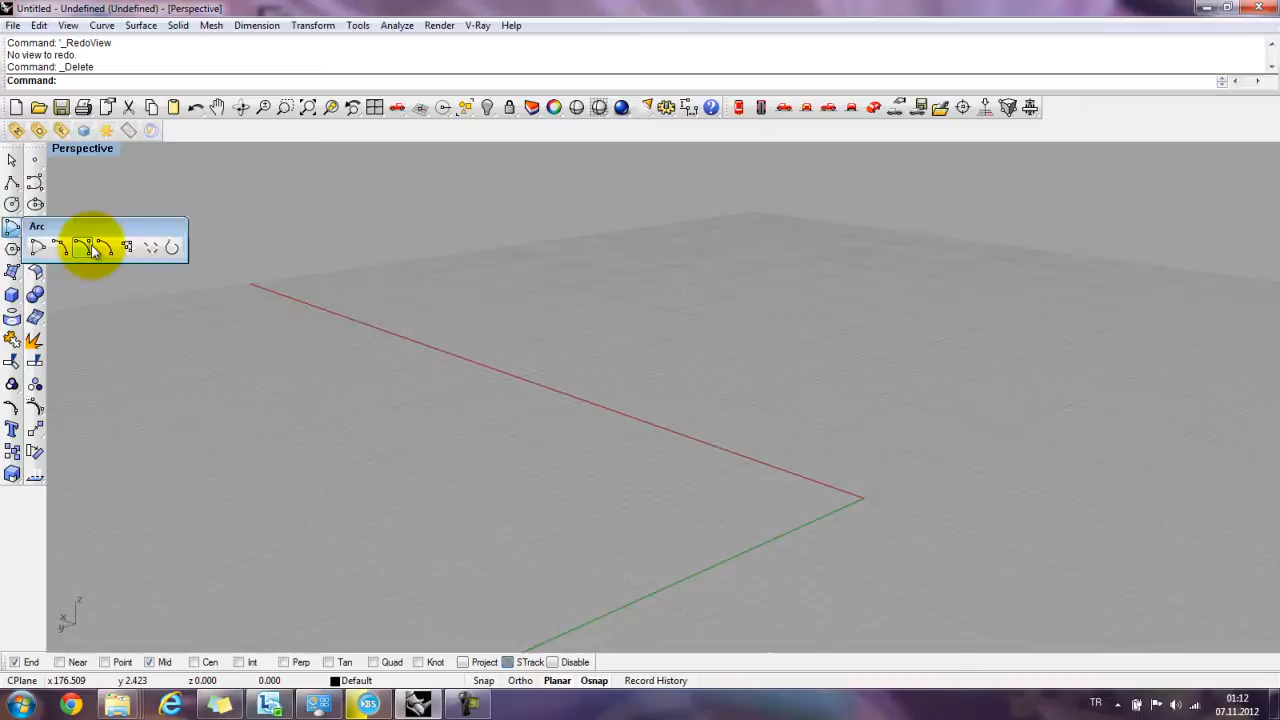 Untitled - Undefined (Undefined) - [Perspective]
File Edit View Curve Surface Solid Mesh Dimension Transform Tools Analyze Render V-Ray Help
Command: '_RedoView
No view to redo.
Command: _Delete
Command:
Perspective
Arc
z
x
y
End Near Point Mid Cen Int Perp Tan Quad Knot Project STrack Disable
CPlane x 176.509 y 2.423 z 0.000 0.000 Default Snap Ortho Planar Osnap Record History
TR 01:12
07.11.2012